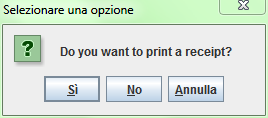 Selezionare una opzione
Do you want to print a receipt?
Sì No Annulla